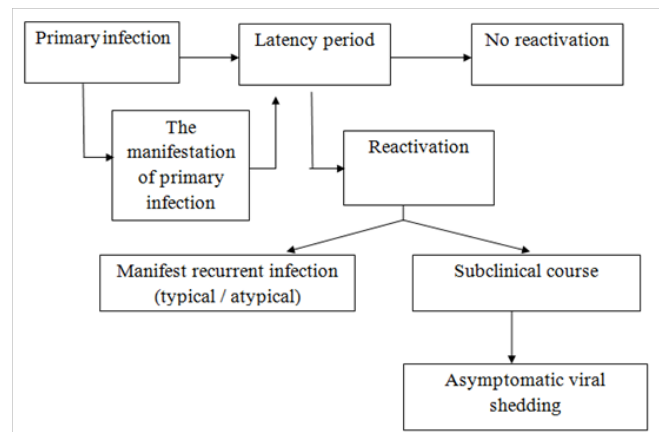 Primary infection
Latency period
No reactivation
The
manifestation
of primary
infection
Reactivation
Manifest recurrent infection
(typical / atypical)
Subclinical course
Asymptomatic viral
shedding